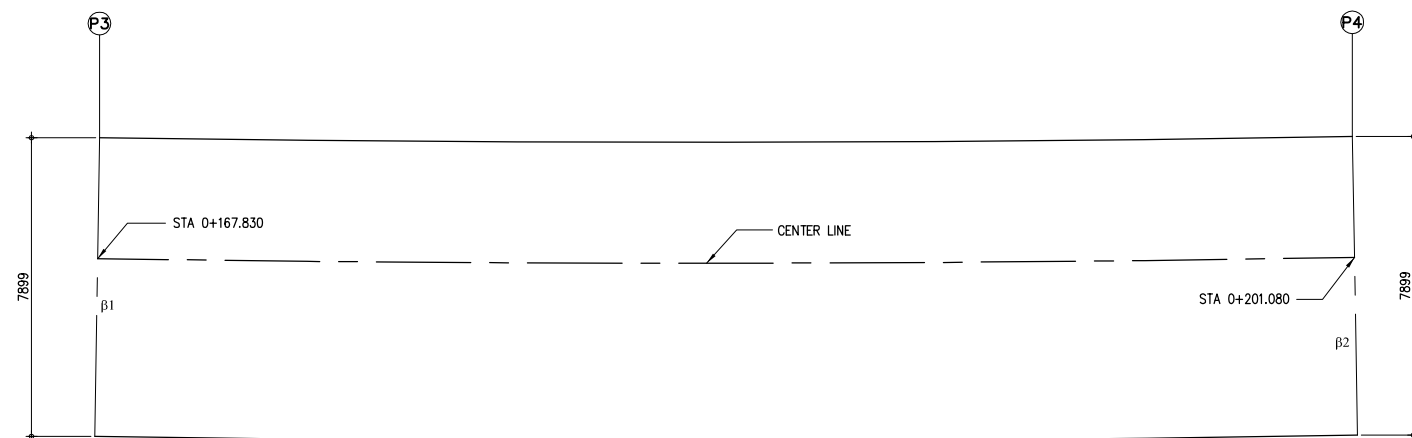 P3
P4
STA 0+167.830
CENTER LINE
7899
β1
STA 0+201.080
7899
β2